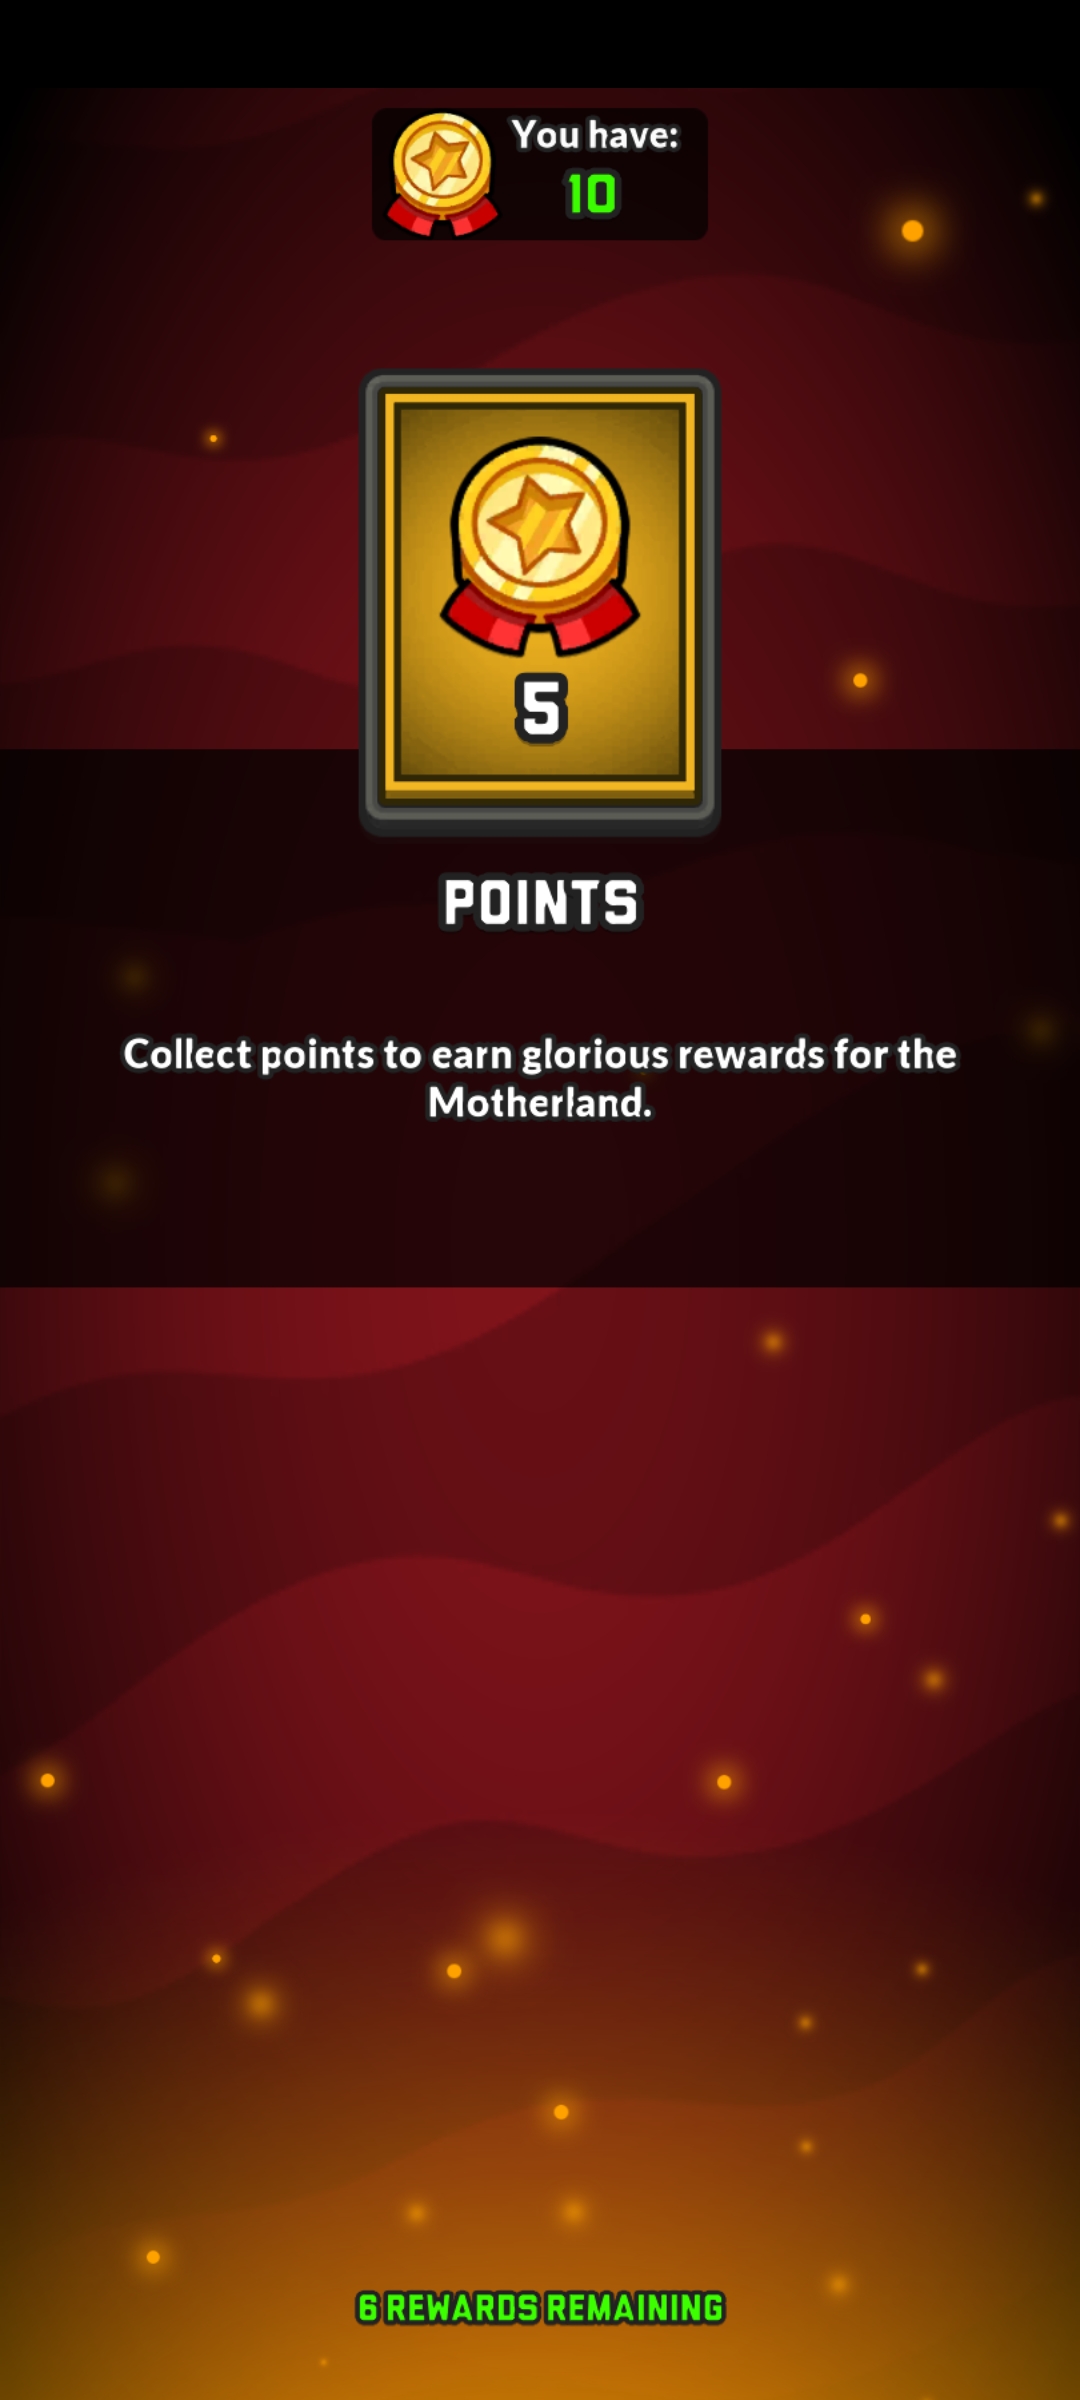 You have:
10
5
POINTS
Collect points to earn glorious rewards for the
Motherland.
6 REWARDS REMAINING